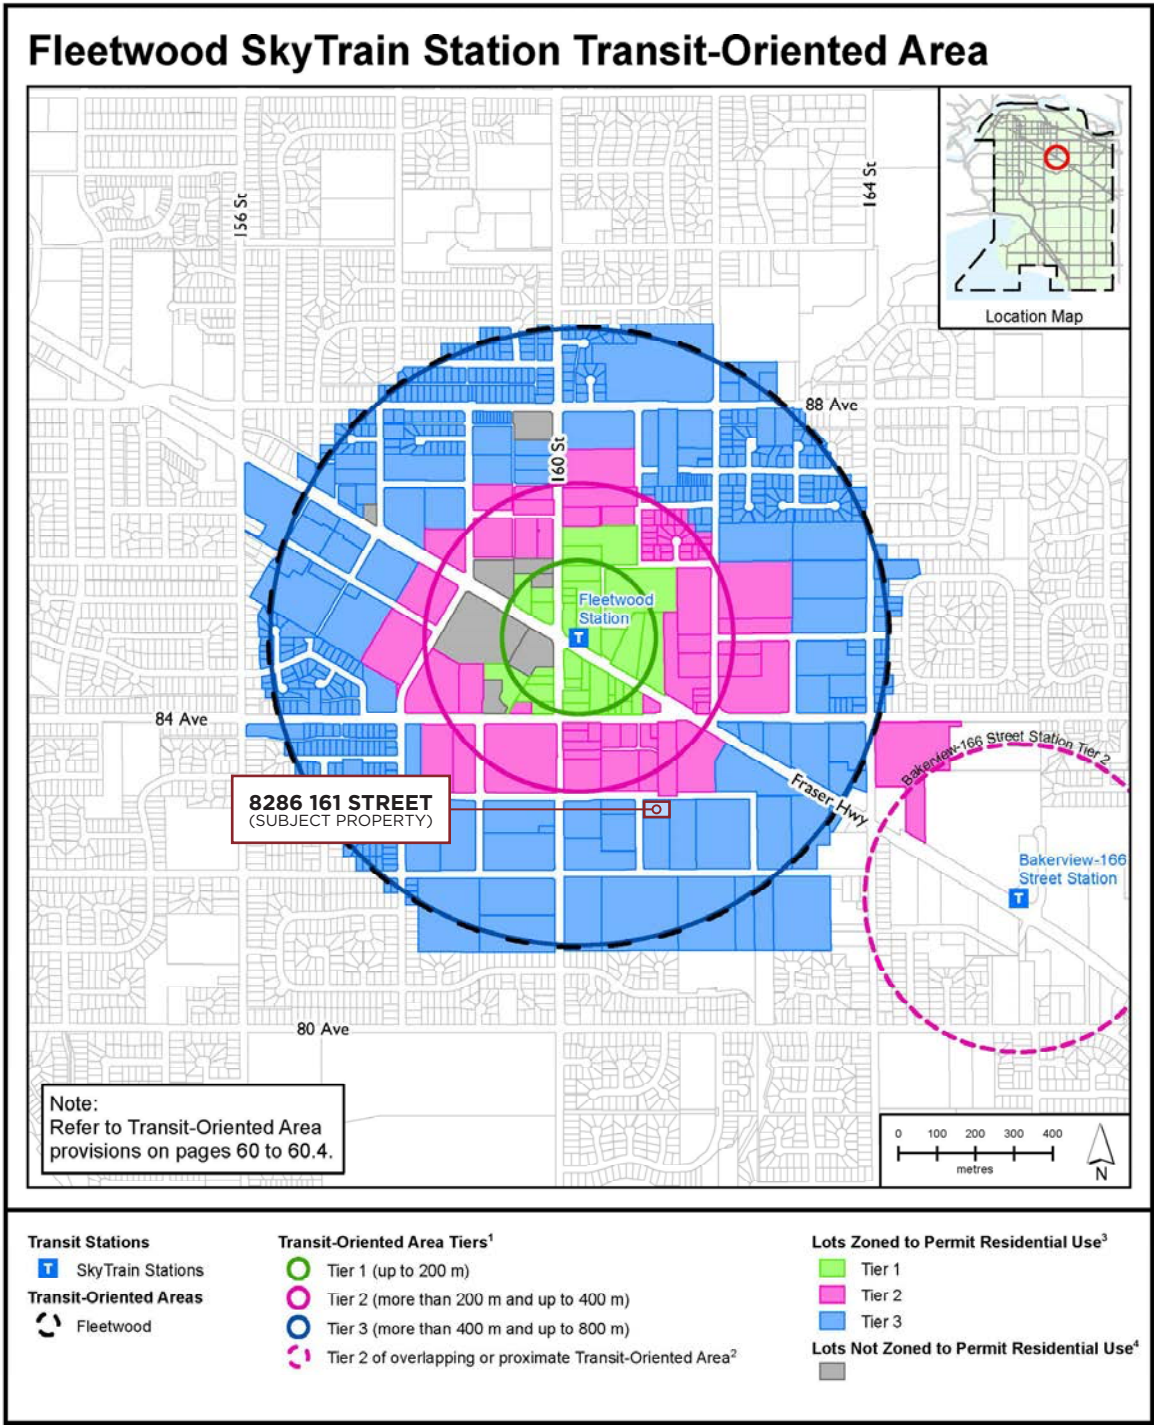 Fleetwood SkyTrain Station Transit-Oriented Area
156 St
164 St
Location Map
88 Ave
160 St
Fleetwood
Station
T
84 Ave
Bakerview-166 Street Station Tier 2
8286 161 STREET
(SUBJECT PROPERTY)
Fraser Hwy
Bakerview-166
Street Station
T
80 Ave
Note:
Refer to Transit-Oriented Area
provisions on pages 60 to 60.4.
0 100 200 300 400
metres
N
Transit Stations
T SkyTrain Stations
Transit-Oriented Areas
Fleetwood
Transit-Oriented Area Tiers¹
Tier 1 (up to 200 m)
Tier 2 (more than 200 m and up to 400 m)
Tier 3 (more than 400 m and up to 800 m)
Tier 2 of overlapping or proximate Transit-Oriented Area²
Lots Zoned to Permit Residential Use³
Tier 1
Tier 2
Tier 3
Lots Not Zoned to Permit Residential Use⁴